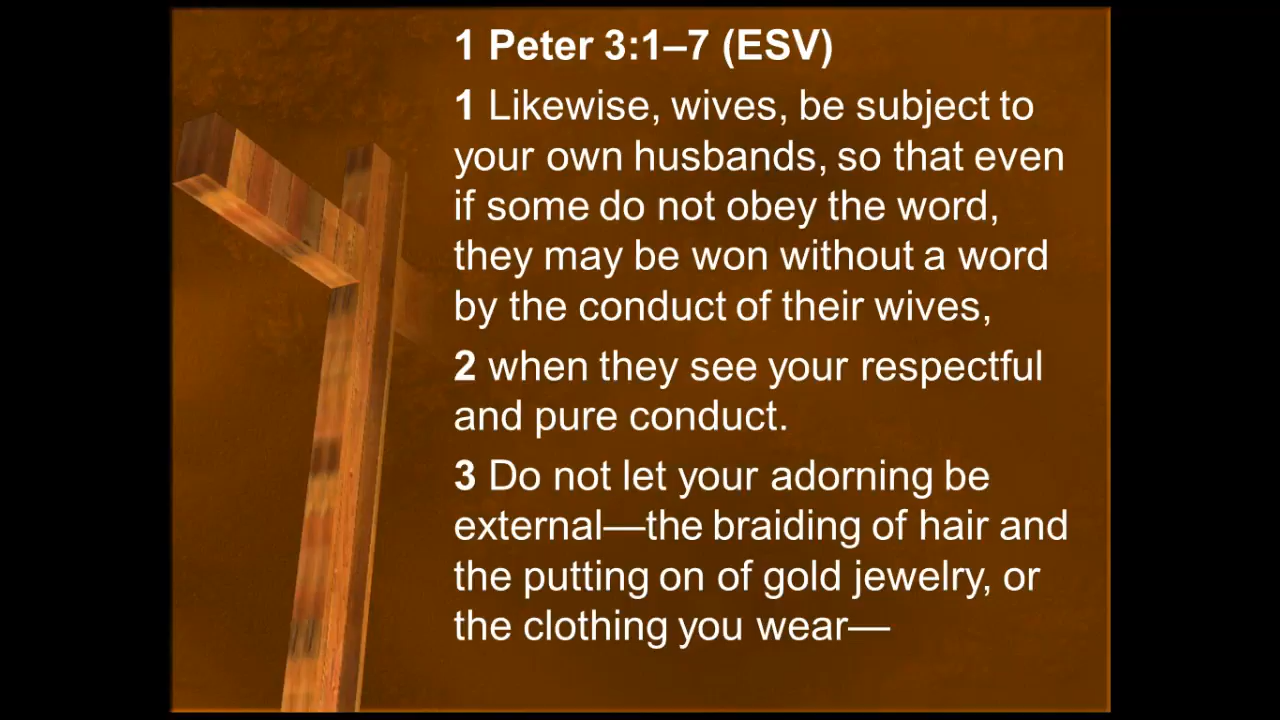 1 Peter 3:1–7 (ESV)
1 Likewise, wives, be subject to
your own husbands, so that even
if some do not obey the word,
they may be won without a word
by the conduct of their wives,
2 when they see your respectful
and pure conduct.
3 Do not let your adorning be
external—the braiding of hair and
the putting on of gold jewelry, or
the clothing you wear—